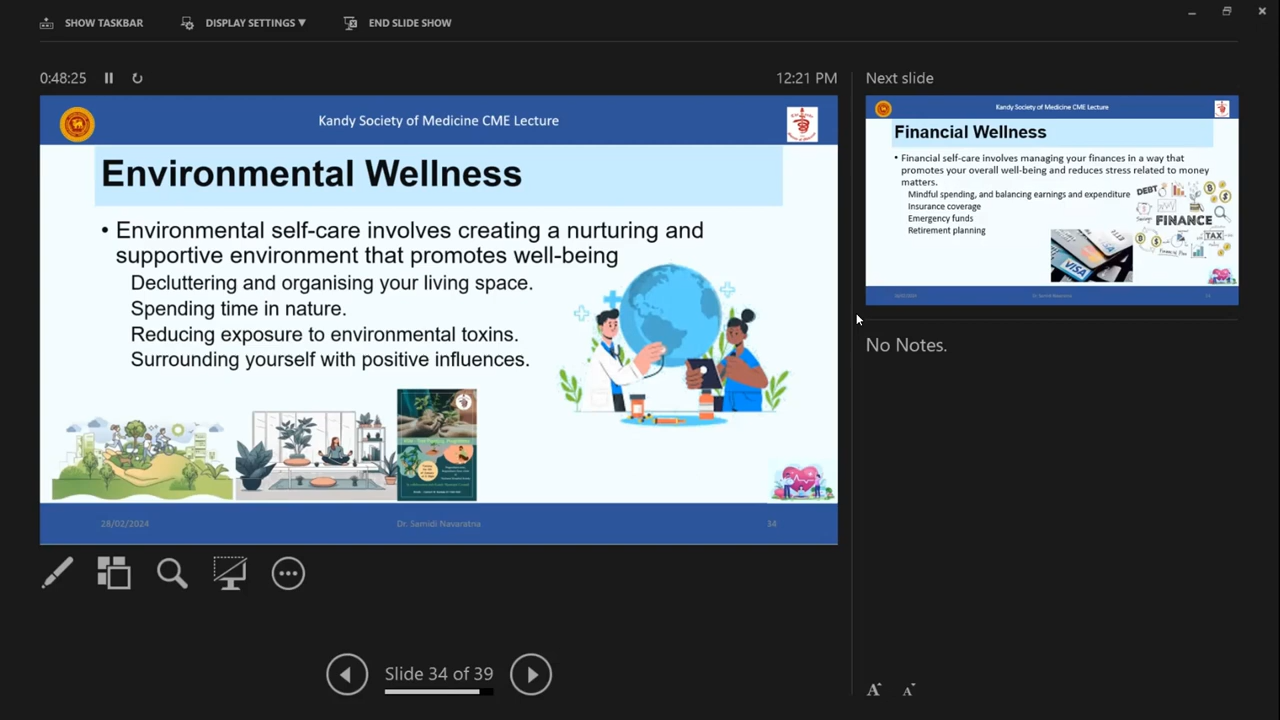 SHOW TASKBAR
DISPLAY SETTINGS ▼
END SLIDE SHOW
0:48:25
12:21 PM
Kandy Society of Medicine CME Lecture
Environmental Wellness
• Environmental self-care involves creating a nurturing and
supportive environment that promotes well-being
Decluttering and organising your living space.
Spending time in nature.
Reducing exposure to environmental toxins.
Surrounding yourself with positive influences.
28/02/2024
Dr. Samidi Navaratna
34
Slide 34 of 39
Next slide
Kandy Society of Medicine CME Lecture
Financial Wellness
• Financial self-care involves managing your finances in a way that
promotes your overall well-being and reduces stress related to money
matters.
Mindful spending, and balancing earnings and expenditure
Insurance coverage
Emergency funds
Retirement planning
DEBT
FINANCE
TAX
VISA
28/02/2024
Dr. Samidi Navaratna
No Notes.
A
A